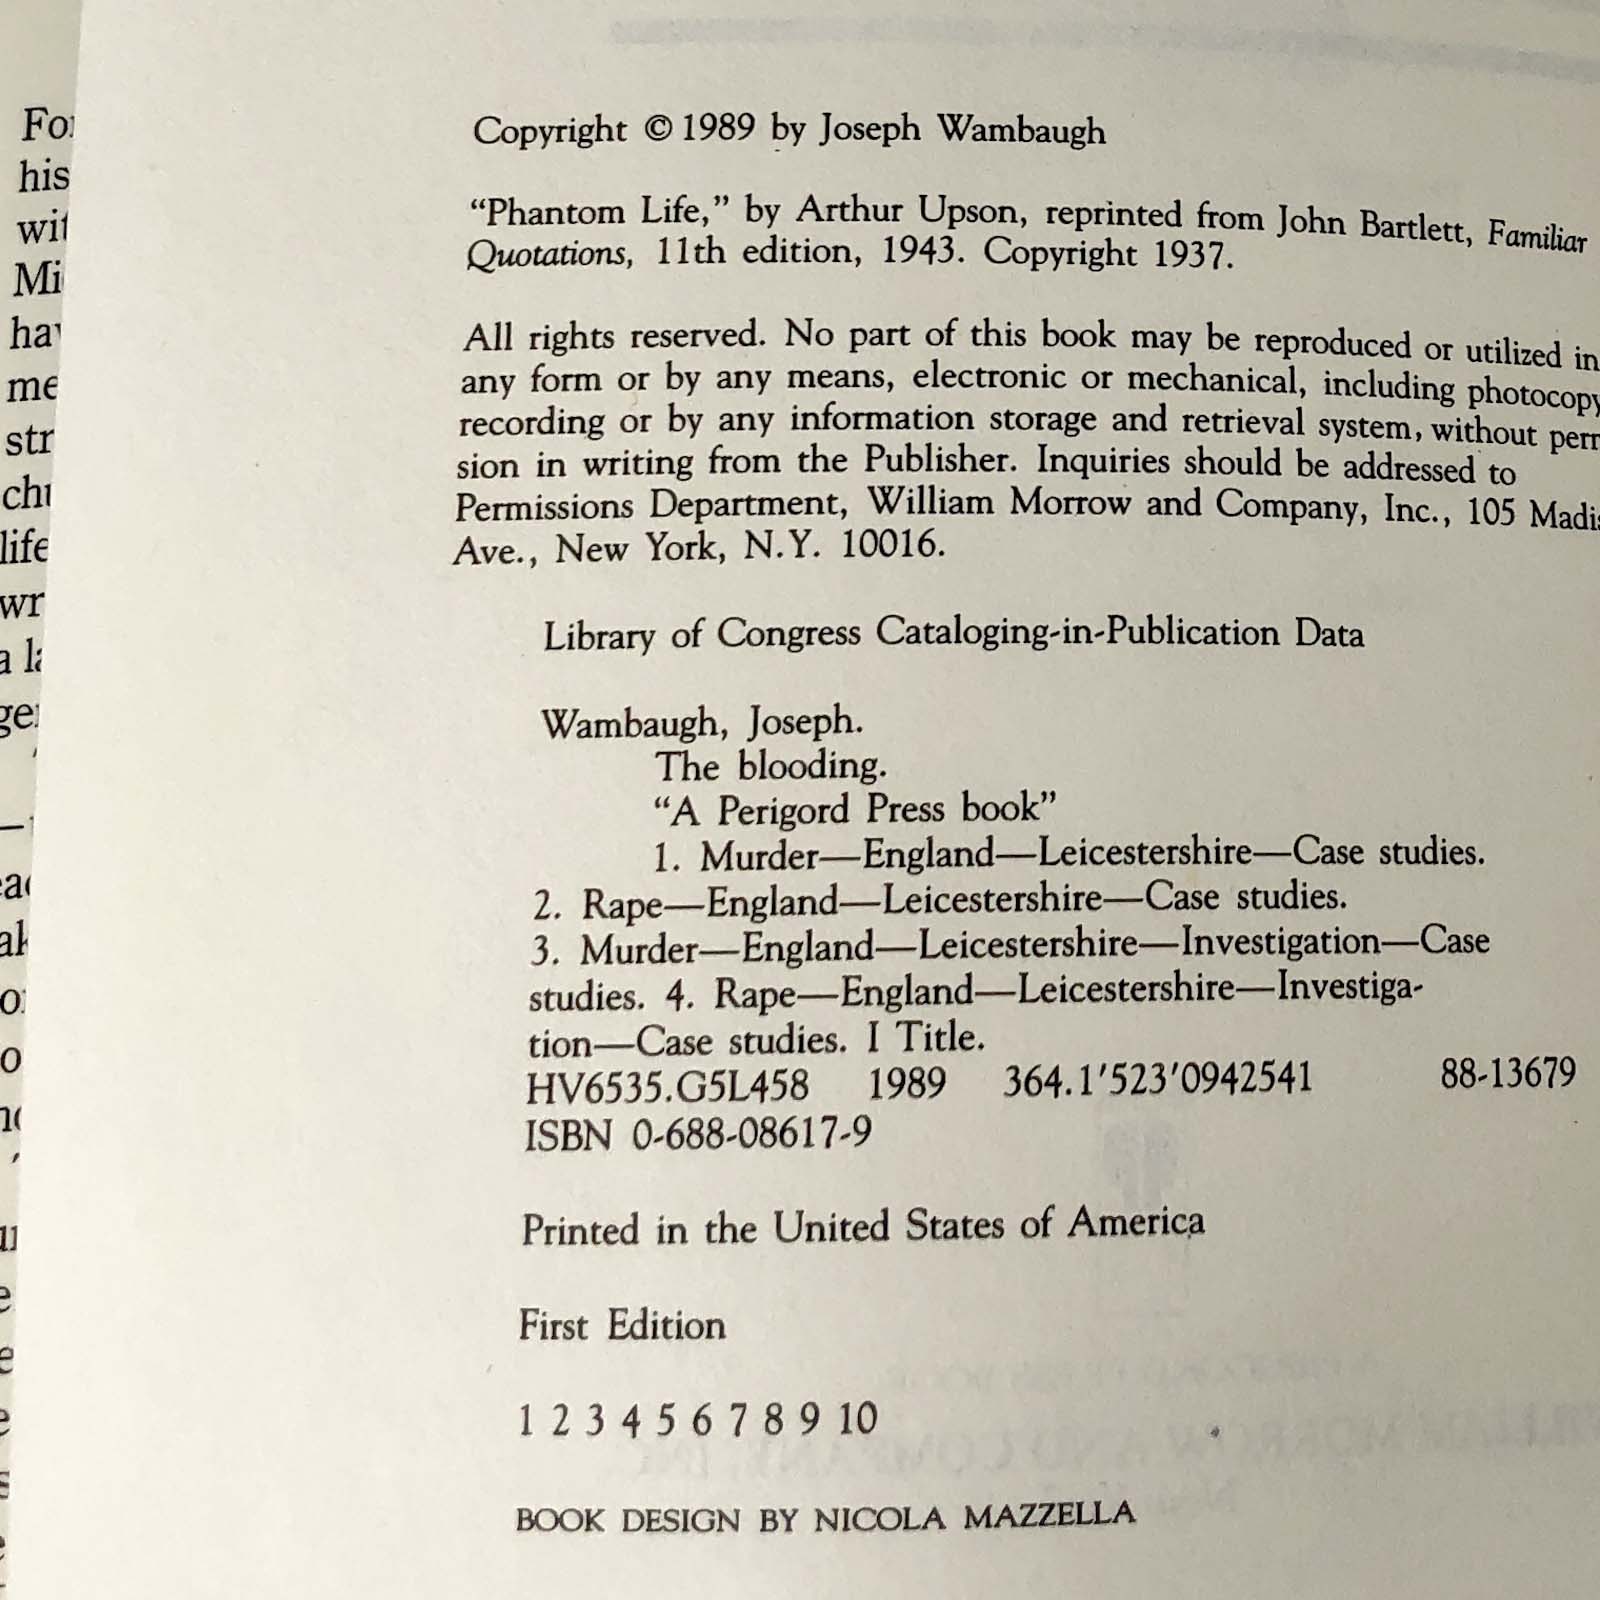 Copyright © 1989 by Joseph Wambaugh
“Phantom Life,” by Arthur Upson, reprinted from John Bartlett, Familiar
Quotations, 11th edition, 1943. Copyright 1937.
All rights reserved. No part of this book may be reproduced or utilized in
any form or by any means, electronic or mechanical, including photocopy
recording or by any information storage and retrieval system, without perm
sion in writing from the Publisher. Inquiries should be addressed to
Permissions Department, William Morrow and Company, Inc., 105 Madis
Ave., New York, N.Y. 10016.
Library of Congress Cataloging-in-Publication Data
Wambaugh, Joseph.
The blooding.
“A Perigord Press book”
1. Murder—England—Leicestershire—Case studies.
2. Rape—England—Leicestershire—Case studies.
3. Murder—England—Leicestershire—Investigation—Case
studies. 4. Rape—England—Leicestershire—Investiga-
tion—Case studies. I Title.
HV6535.G5L458 1989 364.1′523′0942541 88-13679
ISBN 0-688-08617-9
Printed in the United States of America
First Edition
1 2 3 4 5 6 7 8 9 10
BOOK DESIGN BY NICOLA MAZZELLA